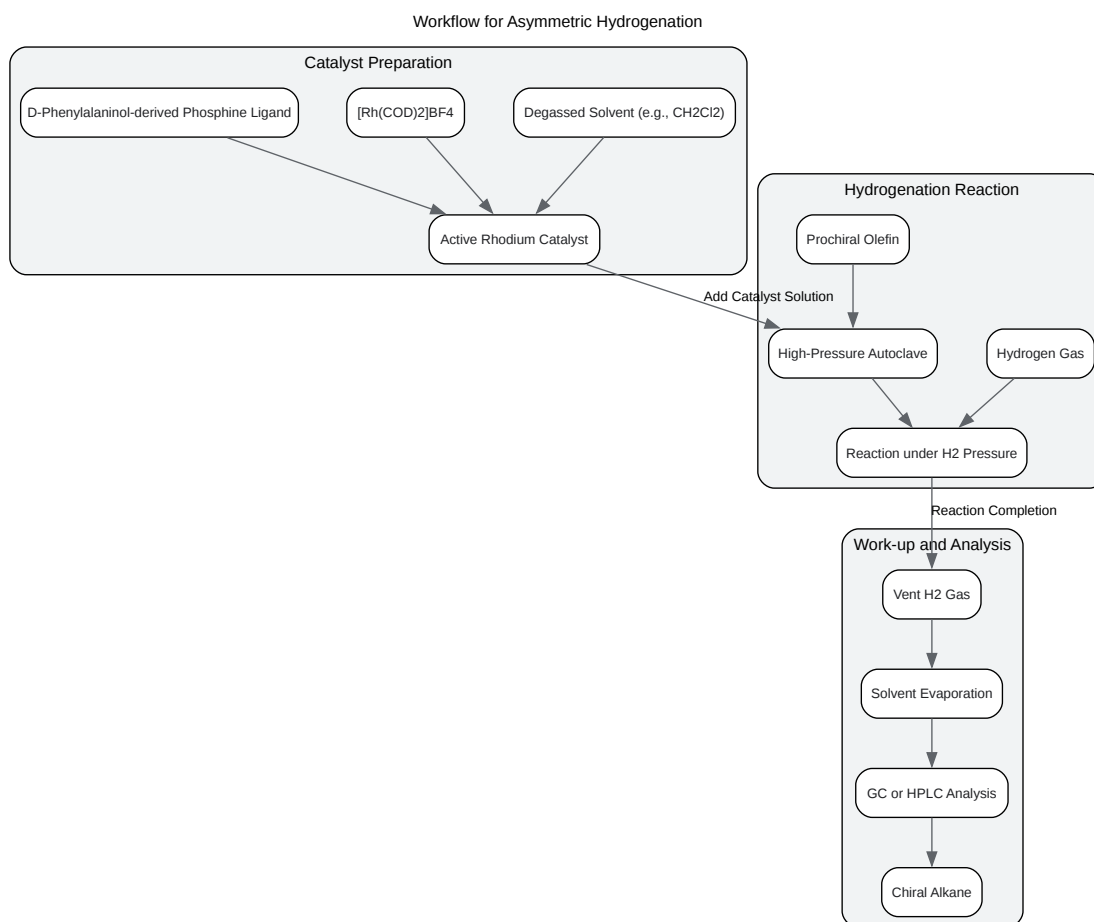 Workflow for Asymmetric Hydrogenation
Catalyst Preparation
D-Phenylalaninol-derived Phosphine Ligand
[Rh(COD)2]BF4
Degassed Solvent (e.g., CH2Cl2)
Active Rhodium Catalyst
Add Catalyst Solution
Hydrogenation Reaction
Prochiral Olefin
High-Pressure Autoclave
Hydrogen Gas
Reaction under H2 Pressure
Reaction Completion
Work-up and Analysis
Vent H2 Gas
Solvent Evaporation
GC or HPLC Analysis
Chiral Alkane